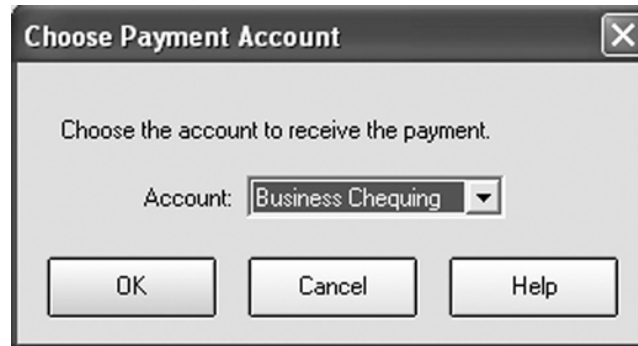 Choose Payment Account
Choose the account to receive the payment.
Account: Business Chequing
OK Cancel Help